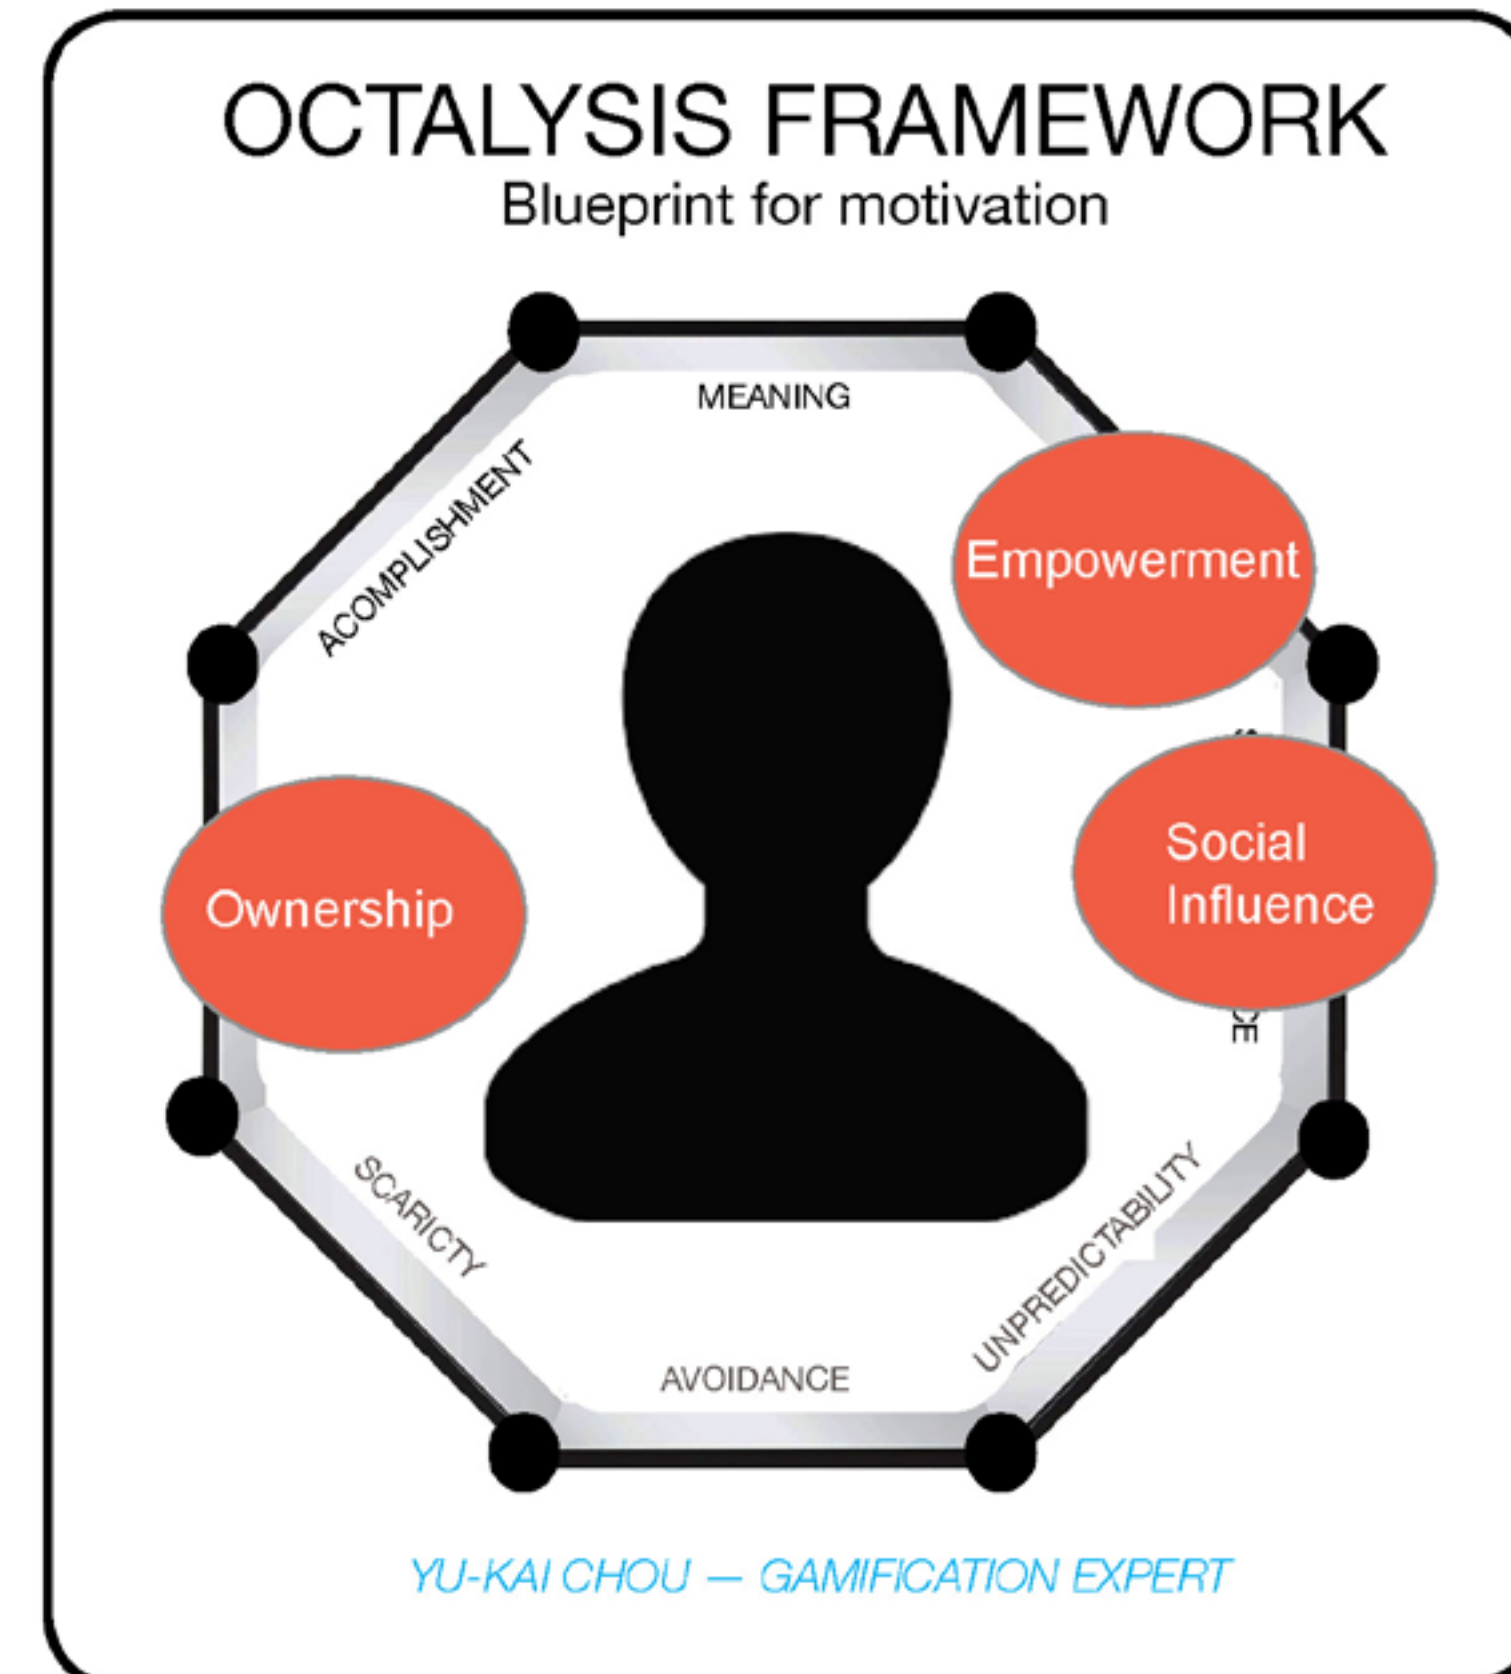 OCTALYSIS FRAMEWORK
Blueprint for motivation
MEANING
ACOMPLISHMENT
Empowerment
Ownership
Social
Influence
SCARICTY
UNPREDICTABILITY
AVOIDANCE
YU-KAI CHOU — GAMIFICATION EXPERT